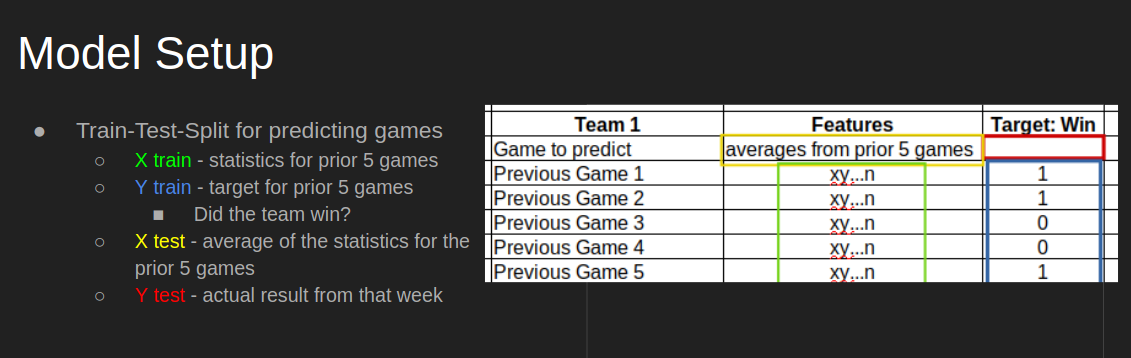 Model Setup
● Train-Test-Split for predicting games
○ X train - statistics for prior 5 games
○ Y train - target for prior 5 games
■ Did the team win?
○ X test - average of the statistics for the
prior 5 games
○ Y test - actual result from that week
Team 1 Features Target: Win
Game to predict averages from prior 5 games
Previous Game 1 xy...n 1
Previous Game 2 xy...n 1
Previous Game 3 xy...n 0
Previous Game 4 xy...n 0
Previous Game 5 xy...n 1